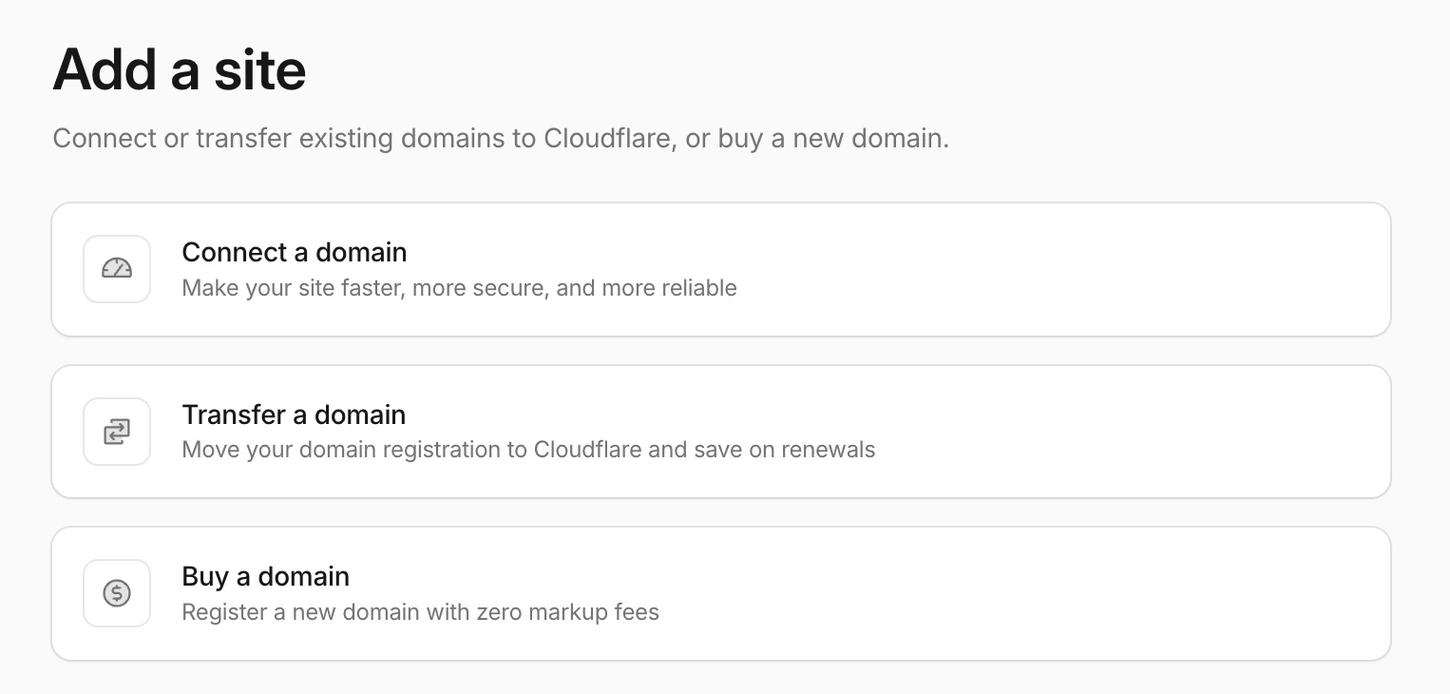 Add a site
Connect or transfer existing domains to Cloudflare, or buy a new domain.
Connect a domain
Make your site faster, more secure, and more reliable
Transfer a domain
Move your domain registration to Cloudflare and save on renewals
Buy a domain
Register a new domain with zero markup fees